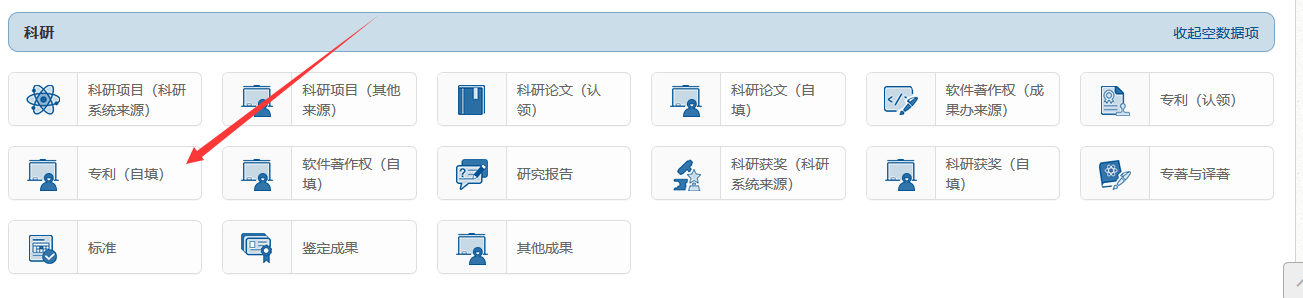 科研
收起空数据项
科研项目（科研
系统来源）
科研项目（其他
来源）
科研论文（认
领）
科研论文（自
填）
软件著作权（成
果办来源）
专利（认领）
专利（自填）
软件著作权（自
填）
研究报告
科研获奖（科研
系统来源）
科研获奖（自
填）
专著与译著
标准
鉴定成果
其他成果